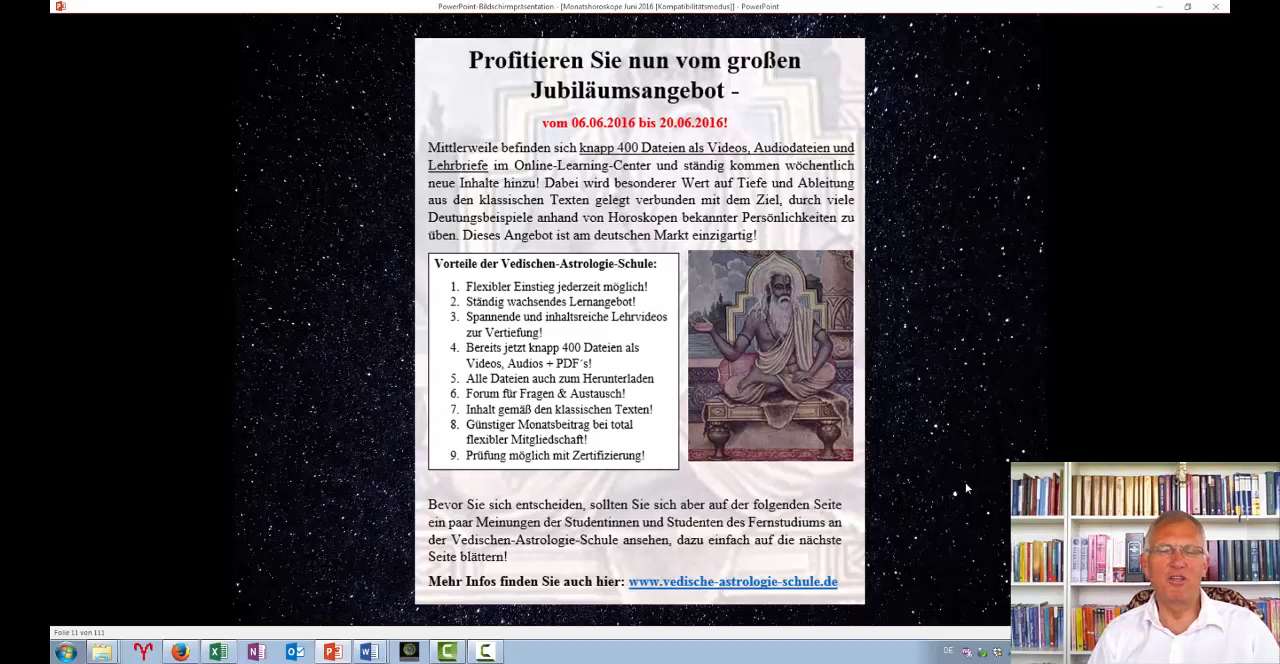 PowerPoint-Bildschirmpräsentation - [Monatshoroskope Juni 2016 [Kompatibilitätsmodus]] - PowerPoint
Profitieren Sie nun vom großen
Jubiläumsangebot -
vom 06.06.2016 bis 20.06.2016!
Mittlerweile befinden sich knapp 400 Dateien als Videos, Audiodateien und
Lehrbriefe im Online-Learning-Center und ständig kommen wöchentlich
neue Inhalte hinzu! Dabei wird besonderer Wert auf Tiefe und Ableitung
aus den klassischen Texten gelegt verbunden mit dem Ziel, durch viele
Deutungsbeispiele anhand von Horoskopen bekannter Persönlichkeiten zu
üben. Dieses Angebot ist am deutschen Markt einzigartig!
Vorteile der Vedischen-Astrologie-Schule:
1. Flexibler Einstieg jederzeit möglich!
2. Ständig wachsendes Lernangebot!
3. Spannende und inhaltsreiche Lehrvideos
zur Vertiefung!
4. Bereits jetzt knapp 400 Dateien als
Videos, Audios + PDF´s!
5. Alle Dateien auch zum Herunterladen
6. Forum für Fragen & Austausch!
7. Inhalt gemäß den klassischen Texten!
8. Günstiger Monatsbeitrag bei total
flexibler Mitgliedschaft!
9. Prüfung möglich mit Zertifizierung!
Bevor Sie sich entscheiden, sollten Sie sich aber auf der folgenden Seite
ein paar Meinungen der Studentinnen und Studenten des Fernstudiums an
der Vedischen-Astrologie-Schule ansehen, dazu einfach auf die nächste
Seite blättern!
Mehr Infos finden Sie auch hier: www.vedische-astrologie-schule.de
Folie 11 von 111
DE